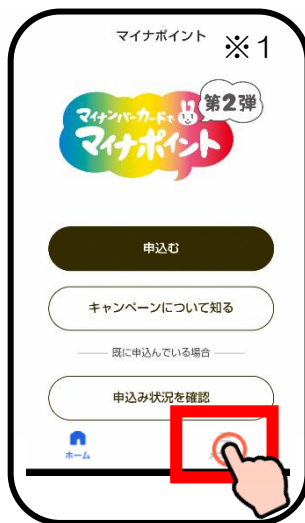 マイナポイント
※1
第2弾
マイナンバーカードで
マイナポイント
申込む
キャンペーンについて知る
既に申込んでいる場合
申込み状況を確認
ホーム